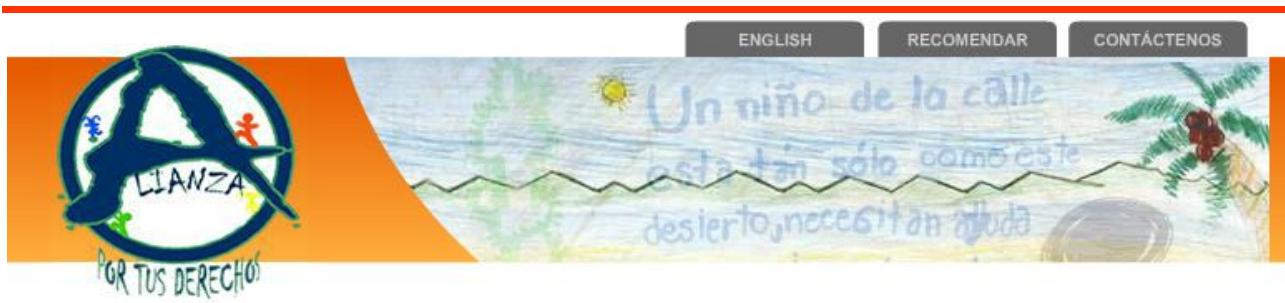 ENGLISH RECOMENDAR CONTÁCTENOS
ALIANZA
POR TUS DERECHOS
Un niño de la calle
esta tan sólo como este
desierto, necesitan ayuda